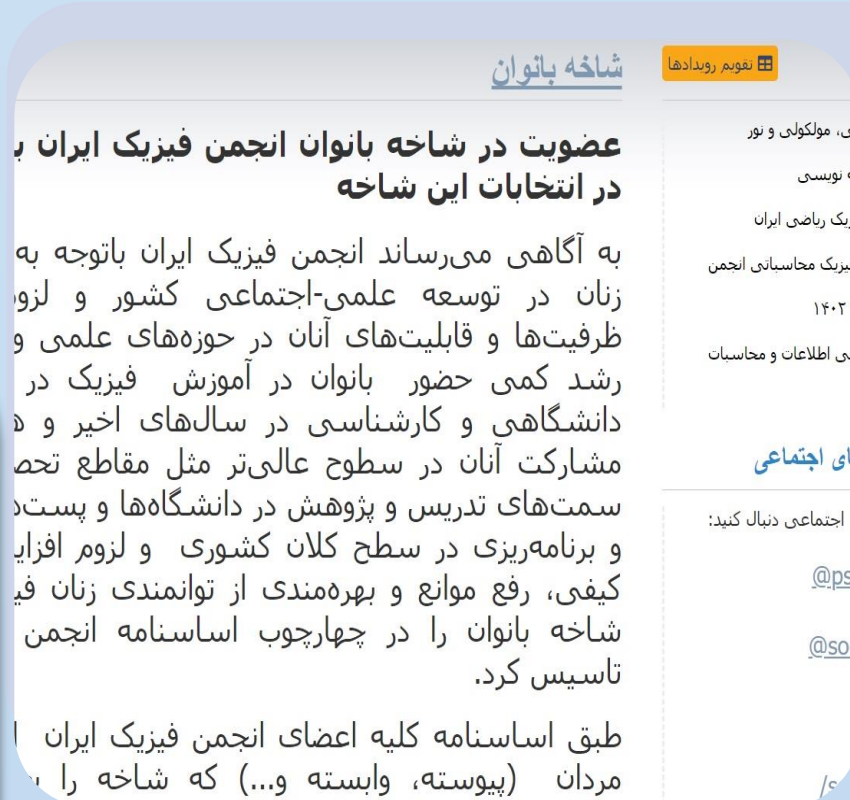 تقویم رویدادها
مولکولی و نور
نویسی
ریاضی ایران
محاسباتی انجمن
۱۴۰۲
اطلاعات و محاسبات
اجتماعی
اجتماعی دنبال کنید:
شاخه بانوان
عضویت در شاخه بانوان انجمن فیزیک ایران
در انتخابات این شاخه
به آگاهی می‌رساند انجمن فیزیک ایران باتوجه به
زنان در توسعه علمی-اجتماعی کشور و
ظرفیت‌ها و قابلیت‌های آنان در حوزه‌های علمی و
رشد کمی حضور بانوان در آموزش فیزیک در
دانشگاهی و کارشناسی در سال‌های اخیر و
مشارکت آنان در سطوح عالی‌تر مثل مقاطع
سمت‌های تدریس و پژوهش در دانشگاه‌ها و
و برنامه‌ریزی در سطح کلان کشوری و لزوم
کیفی، رفع موانع و بهره‌مندی از توانمندی زنان
شاخه بانوان را در چهارچوب اساسنامه انجمن
تاسیس کرد.
طبق اساسنامه کلیه اعضای انجمن فیزیک ایران
مردان (پیوسته، وابسته و...) که شاخه را